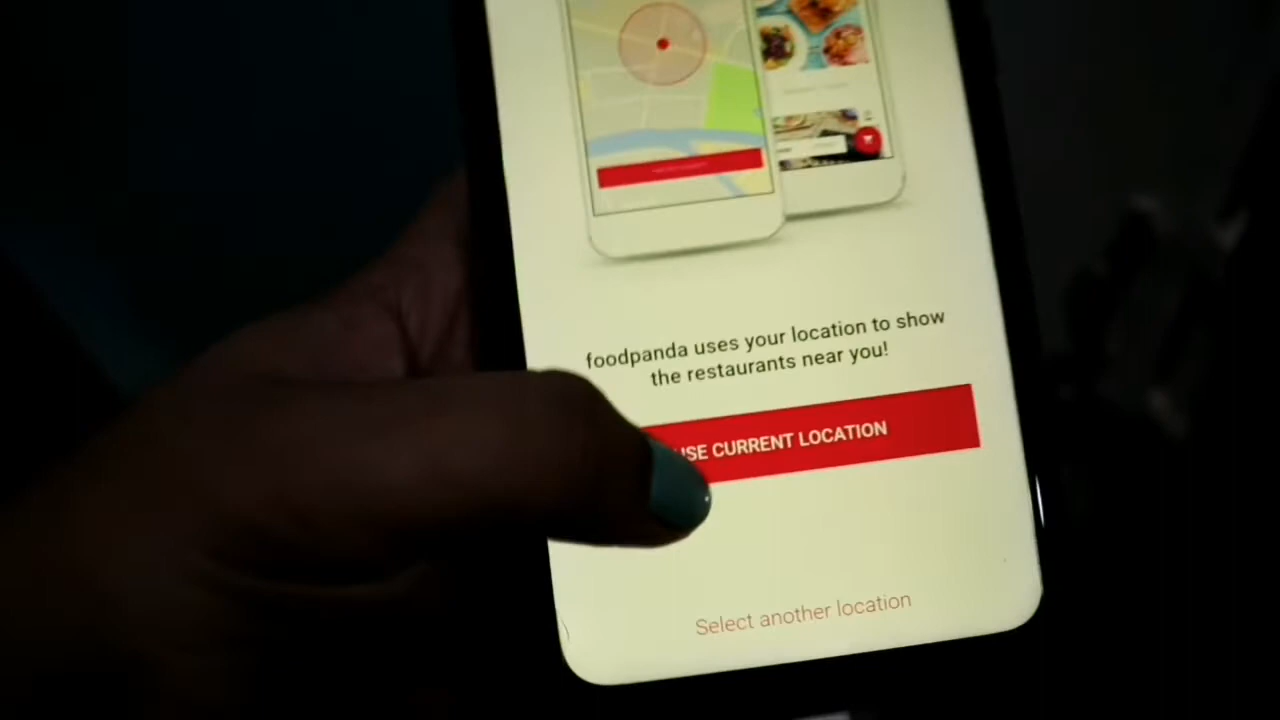 foodpanda uses your location to show
the restaurants near you!
USE CURRENT LOCATION
Select another location